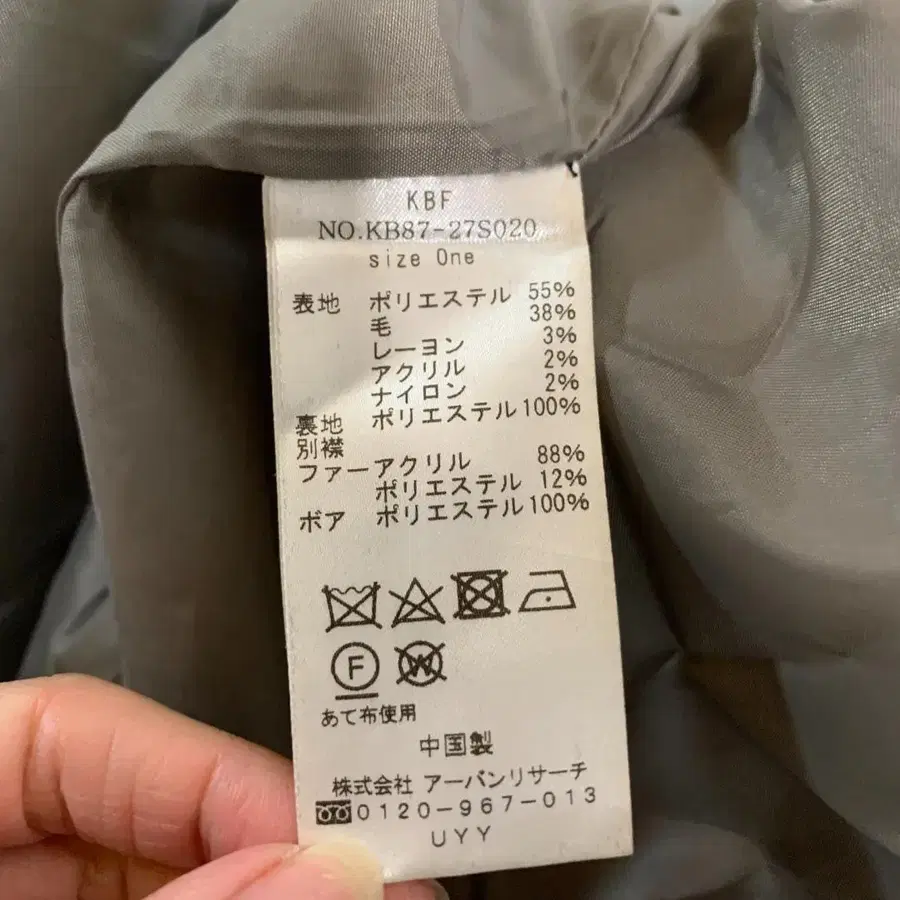 KBF
NO.KB87-27S020
size One
表地 ポリエステル 55%
毛 38%
レーヨン 3%
アクリル 2%
ナイロン 2%
裏地 ポリエステル 100%
別襟
ファー アクリル 88%
ポリエステル 12%
ボア ポリエステル 100%
F W
あて布使用
中国製
株式会社 アーバンリサーチ
0120-967-013
UYY